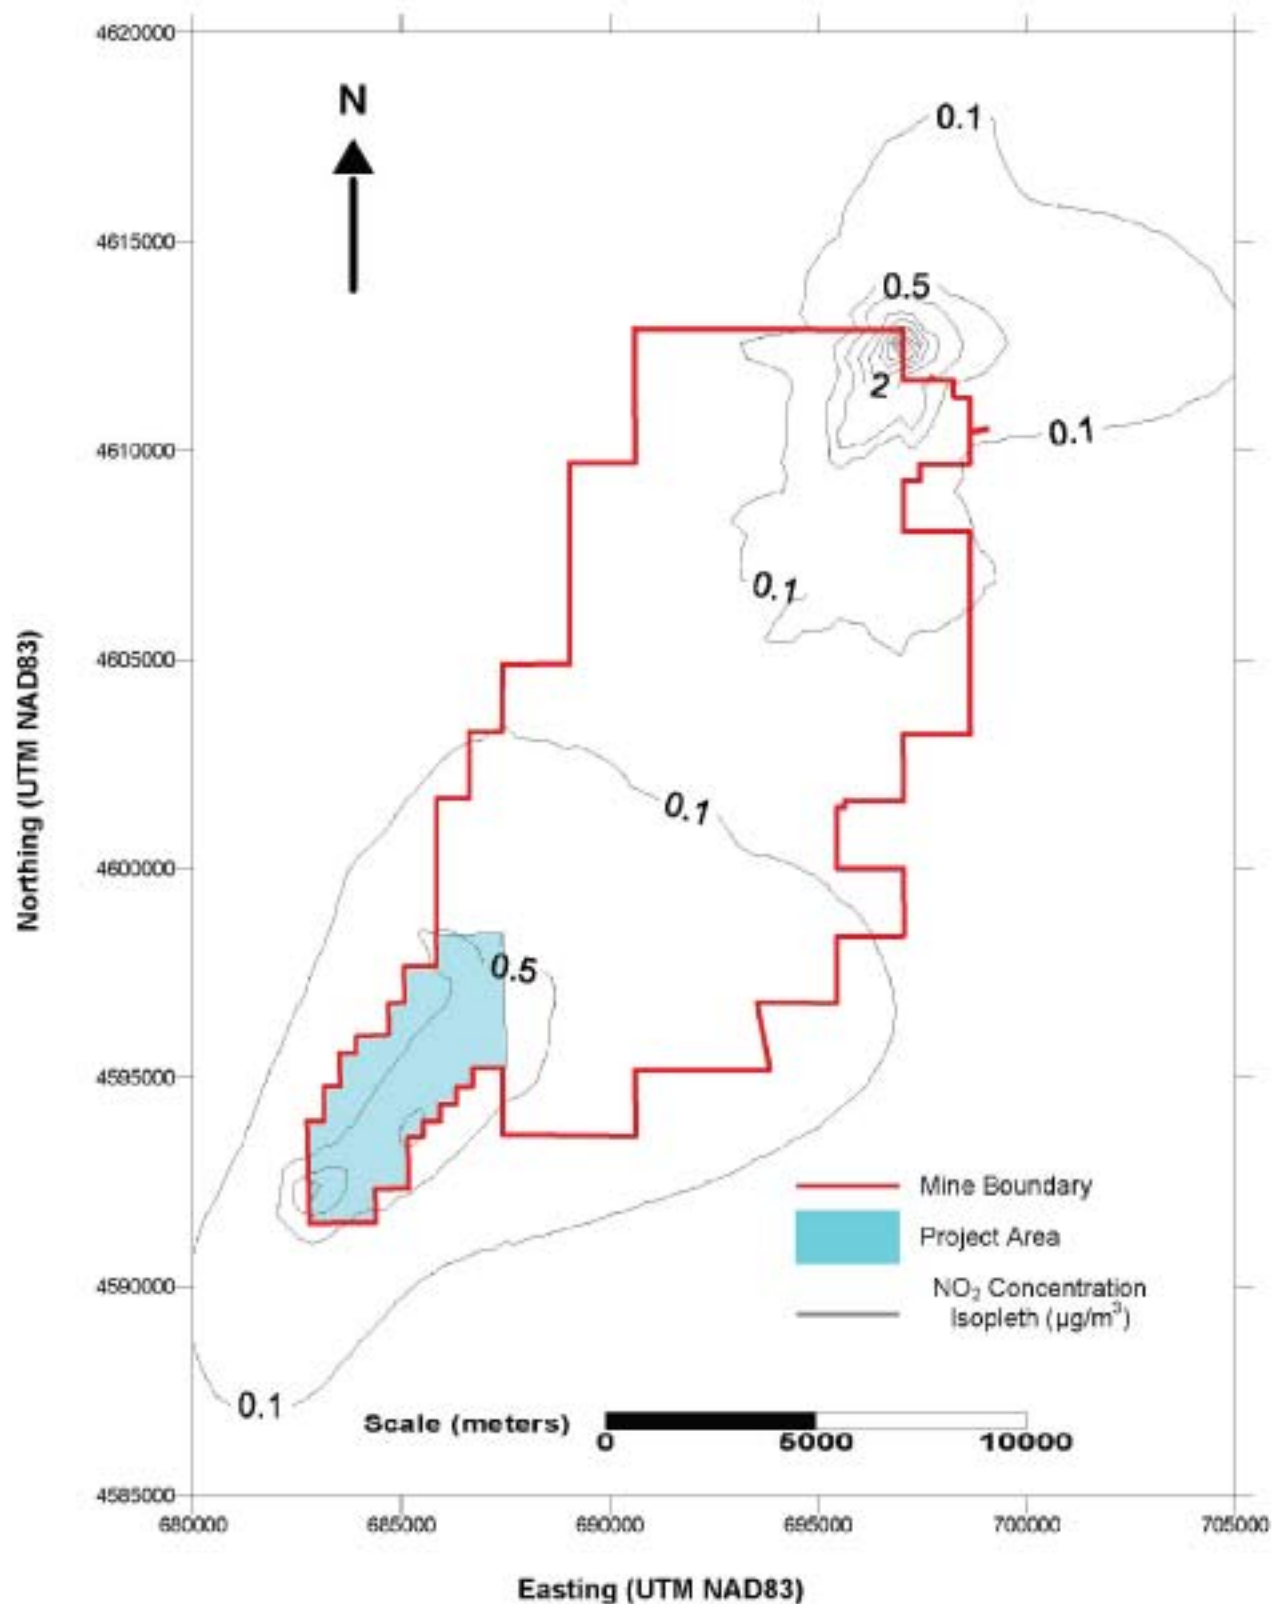 4620000
N
0.1
4615000
0.5
2
0.1
4610000
0.1
4605000
Northing (UTM NAD83)
0.1
4600000
0.5
4595000
Mine Boundary
Project Area
NO₂ Concentration
Isopleth (µg/m³)
4590000
0.1
Scale (meters)
0 5000 10000
4585000
680000 685000 690000 695000 700000 705000
Easting (UTM NAD83)